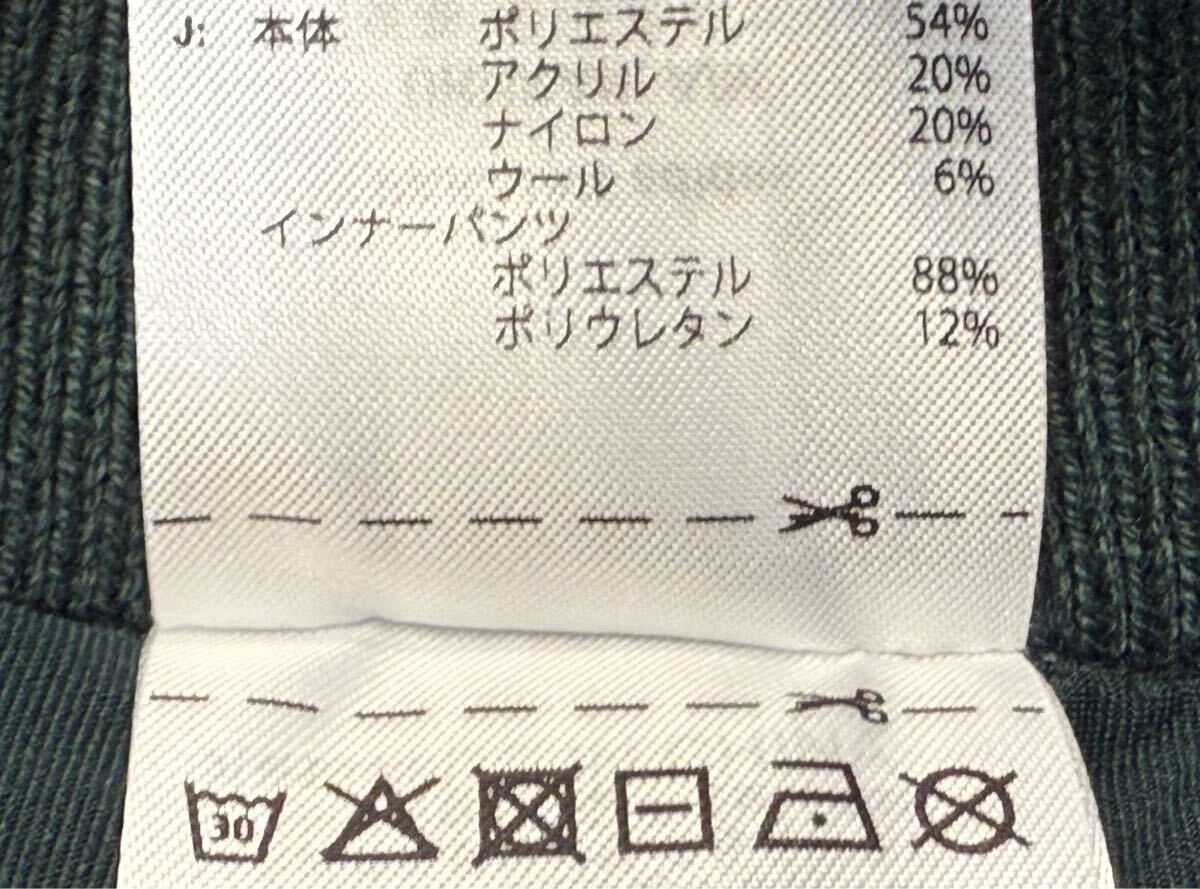 J: 本体 ポリエステル 54%
アクリル 20%
ナイロン 20%
ウール 6%
インナーパンツ
ポリエステル 88%
ポリウレタン 12%
30